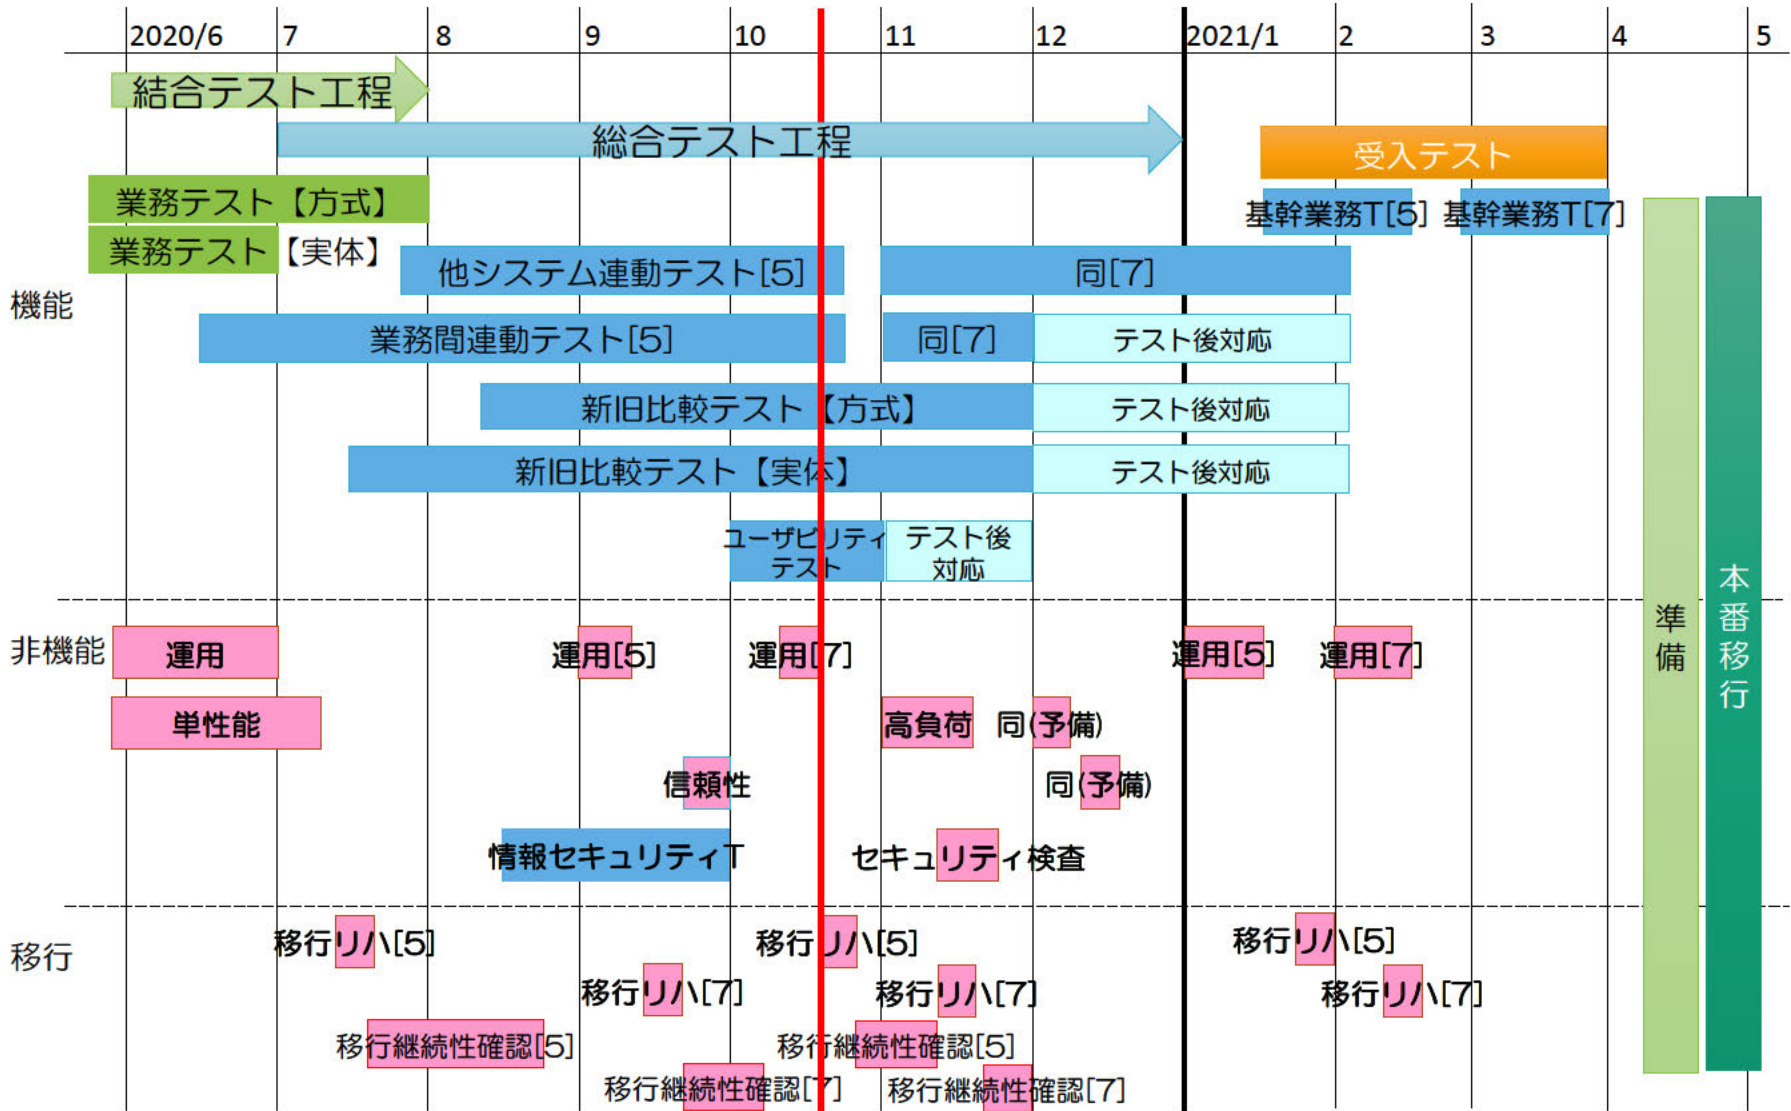 2020/6 7 8 9 10 11 12 2021/1 2 3 4 5
結合テスト工程
総合テスト工程
受入テスト
業務テスト【方式】
基幹業務T[5] 基幹業務T[7]
業務テスト【実体】
他システム連動テスト[5] 同[7]
機能
業務間連動テスト[5] 同[7] テスト後対応
新旧比較テスト【方式】 テスト後対応
新旧比較テスト【実体】 テスト後対応
ユーザビリティ
テスト
テスト後
対応
準備
本番移行
非機能
運用 運用[5] 運用[7] 運用[5] 運用[7]
単性能 高負荷 同(予備)
信頼性 同(予備)
情報セキュリティT セキュリティ検査
移行
移行リハ[5] 移行リハ[5] 移行リハ[5]
移行リハ[7] 移行リハ[7] 移行リハ[7]
移行継続性確認[5] 移行継続性確認[5]
移行継続性確認[7] 移行継続性確認[7]